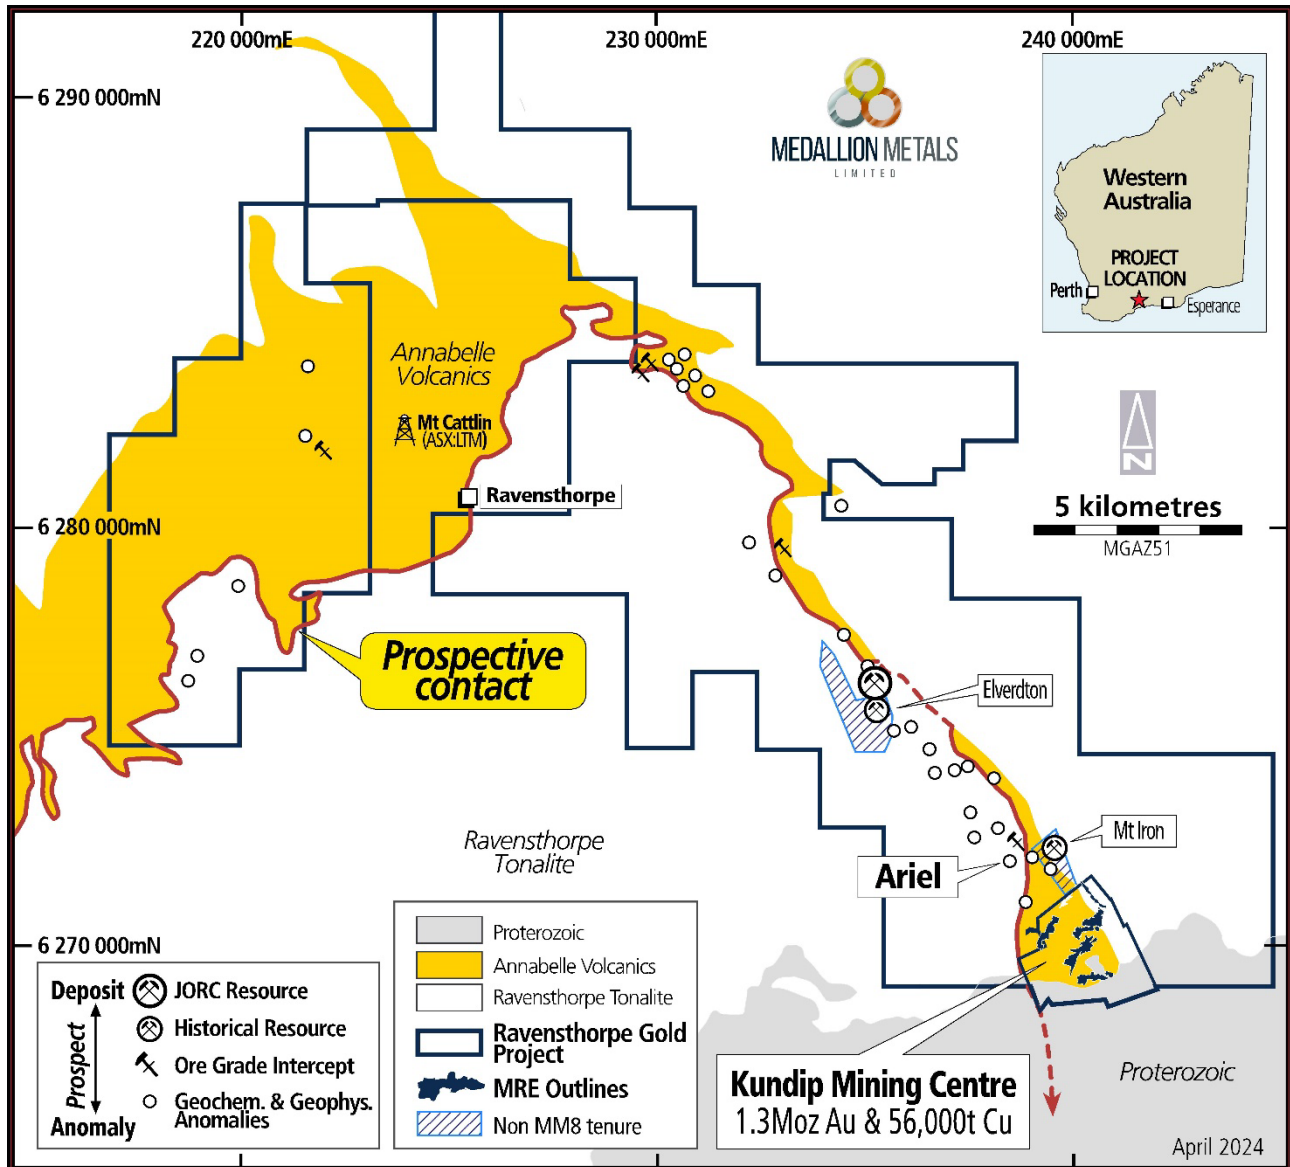 220 000mE
230 000mE
240 000mE
6 290 000mN
MEDALLION METALS
LIMITED
Western
Australia
PROJECT
LOCATION
Perth
Esperance
Annabelle
Volcanics
Mt Cattlin
(ASX:LTM)
Ravensthorpe
N
5 kilometres
MGAZ51
6 280 000mN
Prospective
contact
Elverdton
Mt Iron
Ravensthorpe
Tonalite
Ariel
6 270 000mN
Deposit
Prospect
Anomaly
JORC Resource
Historical Resource
Ore Grade Intercept
Geochem. & Geophys.
Anomalies
Proterozoic
Annabelle Volcanics
Ravensthorpe Tonalite
Ravensthorpe Gold
Project
MRE Outlines
Non MM8 tenure
Kundip Mining Centre
1.3Moz Au & 56,000t Cu
Proterozoic
April 2024